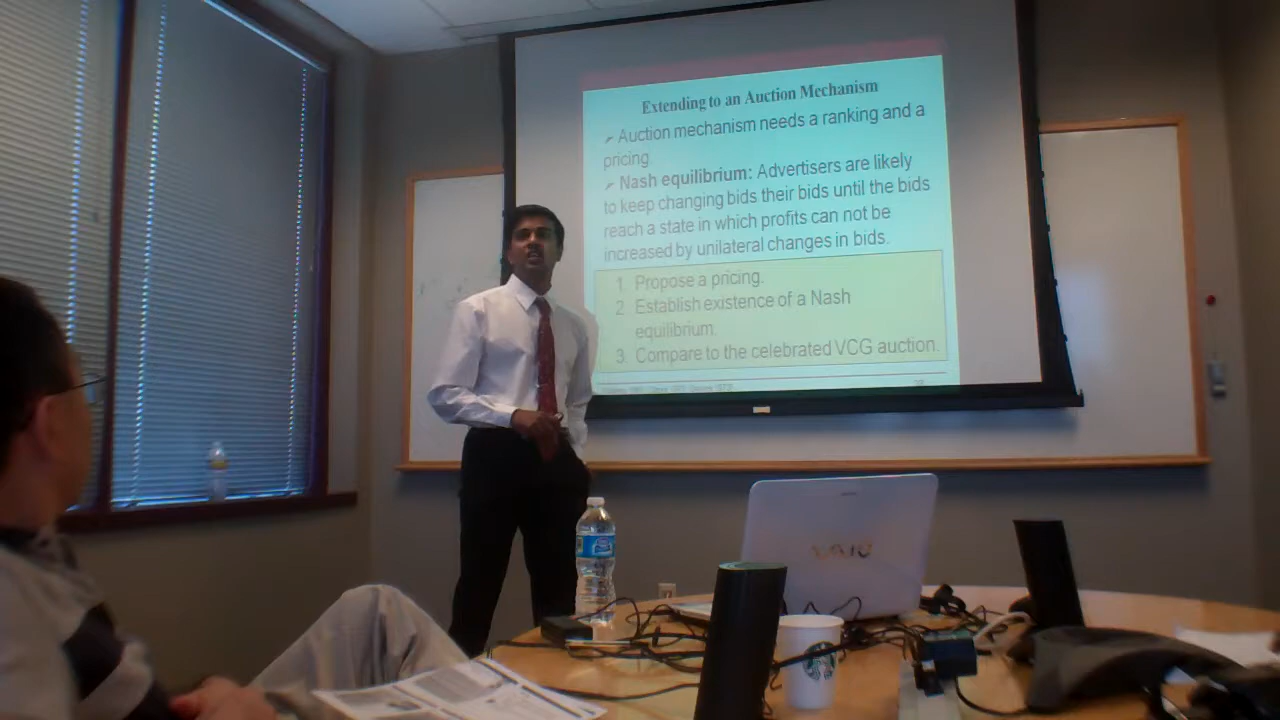 Extending to an Auction Mechanism
Auction mechanism needs a ranking and a
pricing
Nash equilibrium: Advertisers are likely
to keep changing bids their bids until the bids
reach a state in which profits can not be
increased by unilateral changes in bids.
1. Propose a pricing.
2. Establish existence of a Nash
equilibrium.
3. Compare to the celebrated VCG auction.
VAIO